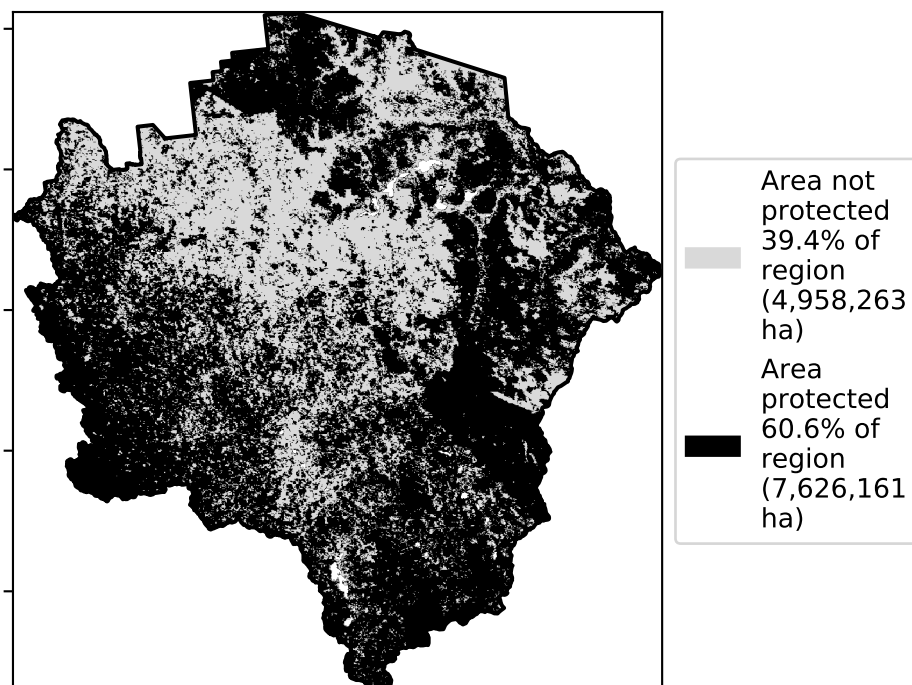 Area not
protected
39.4% of
region
(4,958,263
ha)
Area
protected
60.6% of
region
(7,626,161
ha)